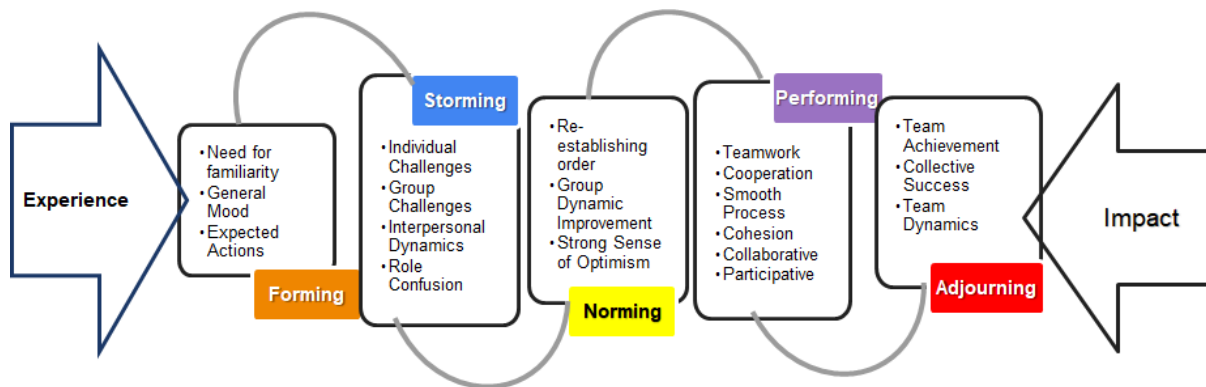 Experience
• Need for
familiarity
• General
Mood
• Expected
Actions
Forming
Storming
• Individual
Challenges
• Group
Challenges
• Interpersonal
Dynamics
• Role
Confusion
• Re-
establishing
order
• Group
Dynamic
Improvement
• Strong Sense
of Optimism
Norming
Performing
• Teamwork
• Cooperation
• Smooth
Process
• Cohesion
• Collaborative
• Participative
• Team
Achievement
• Collective
Success
• Team
Dynamics
Adjourning
Impact